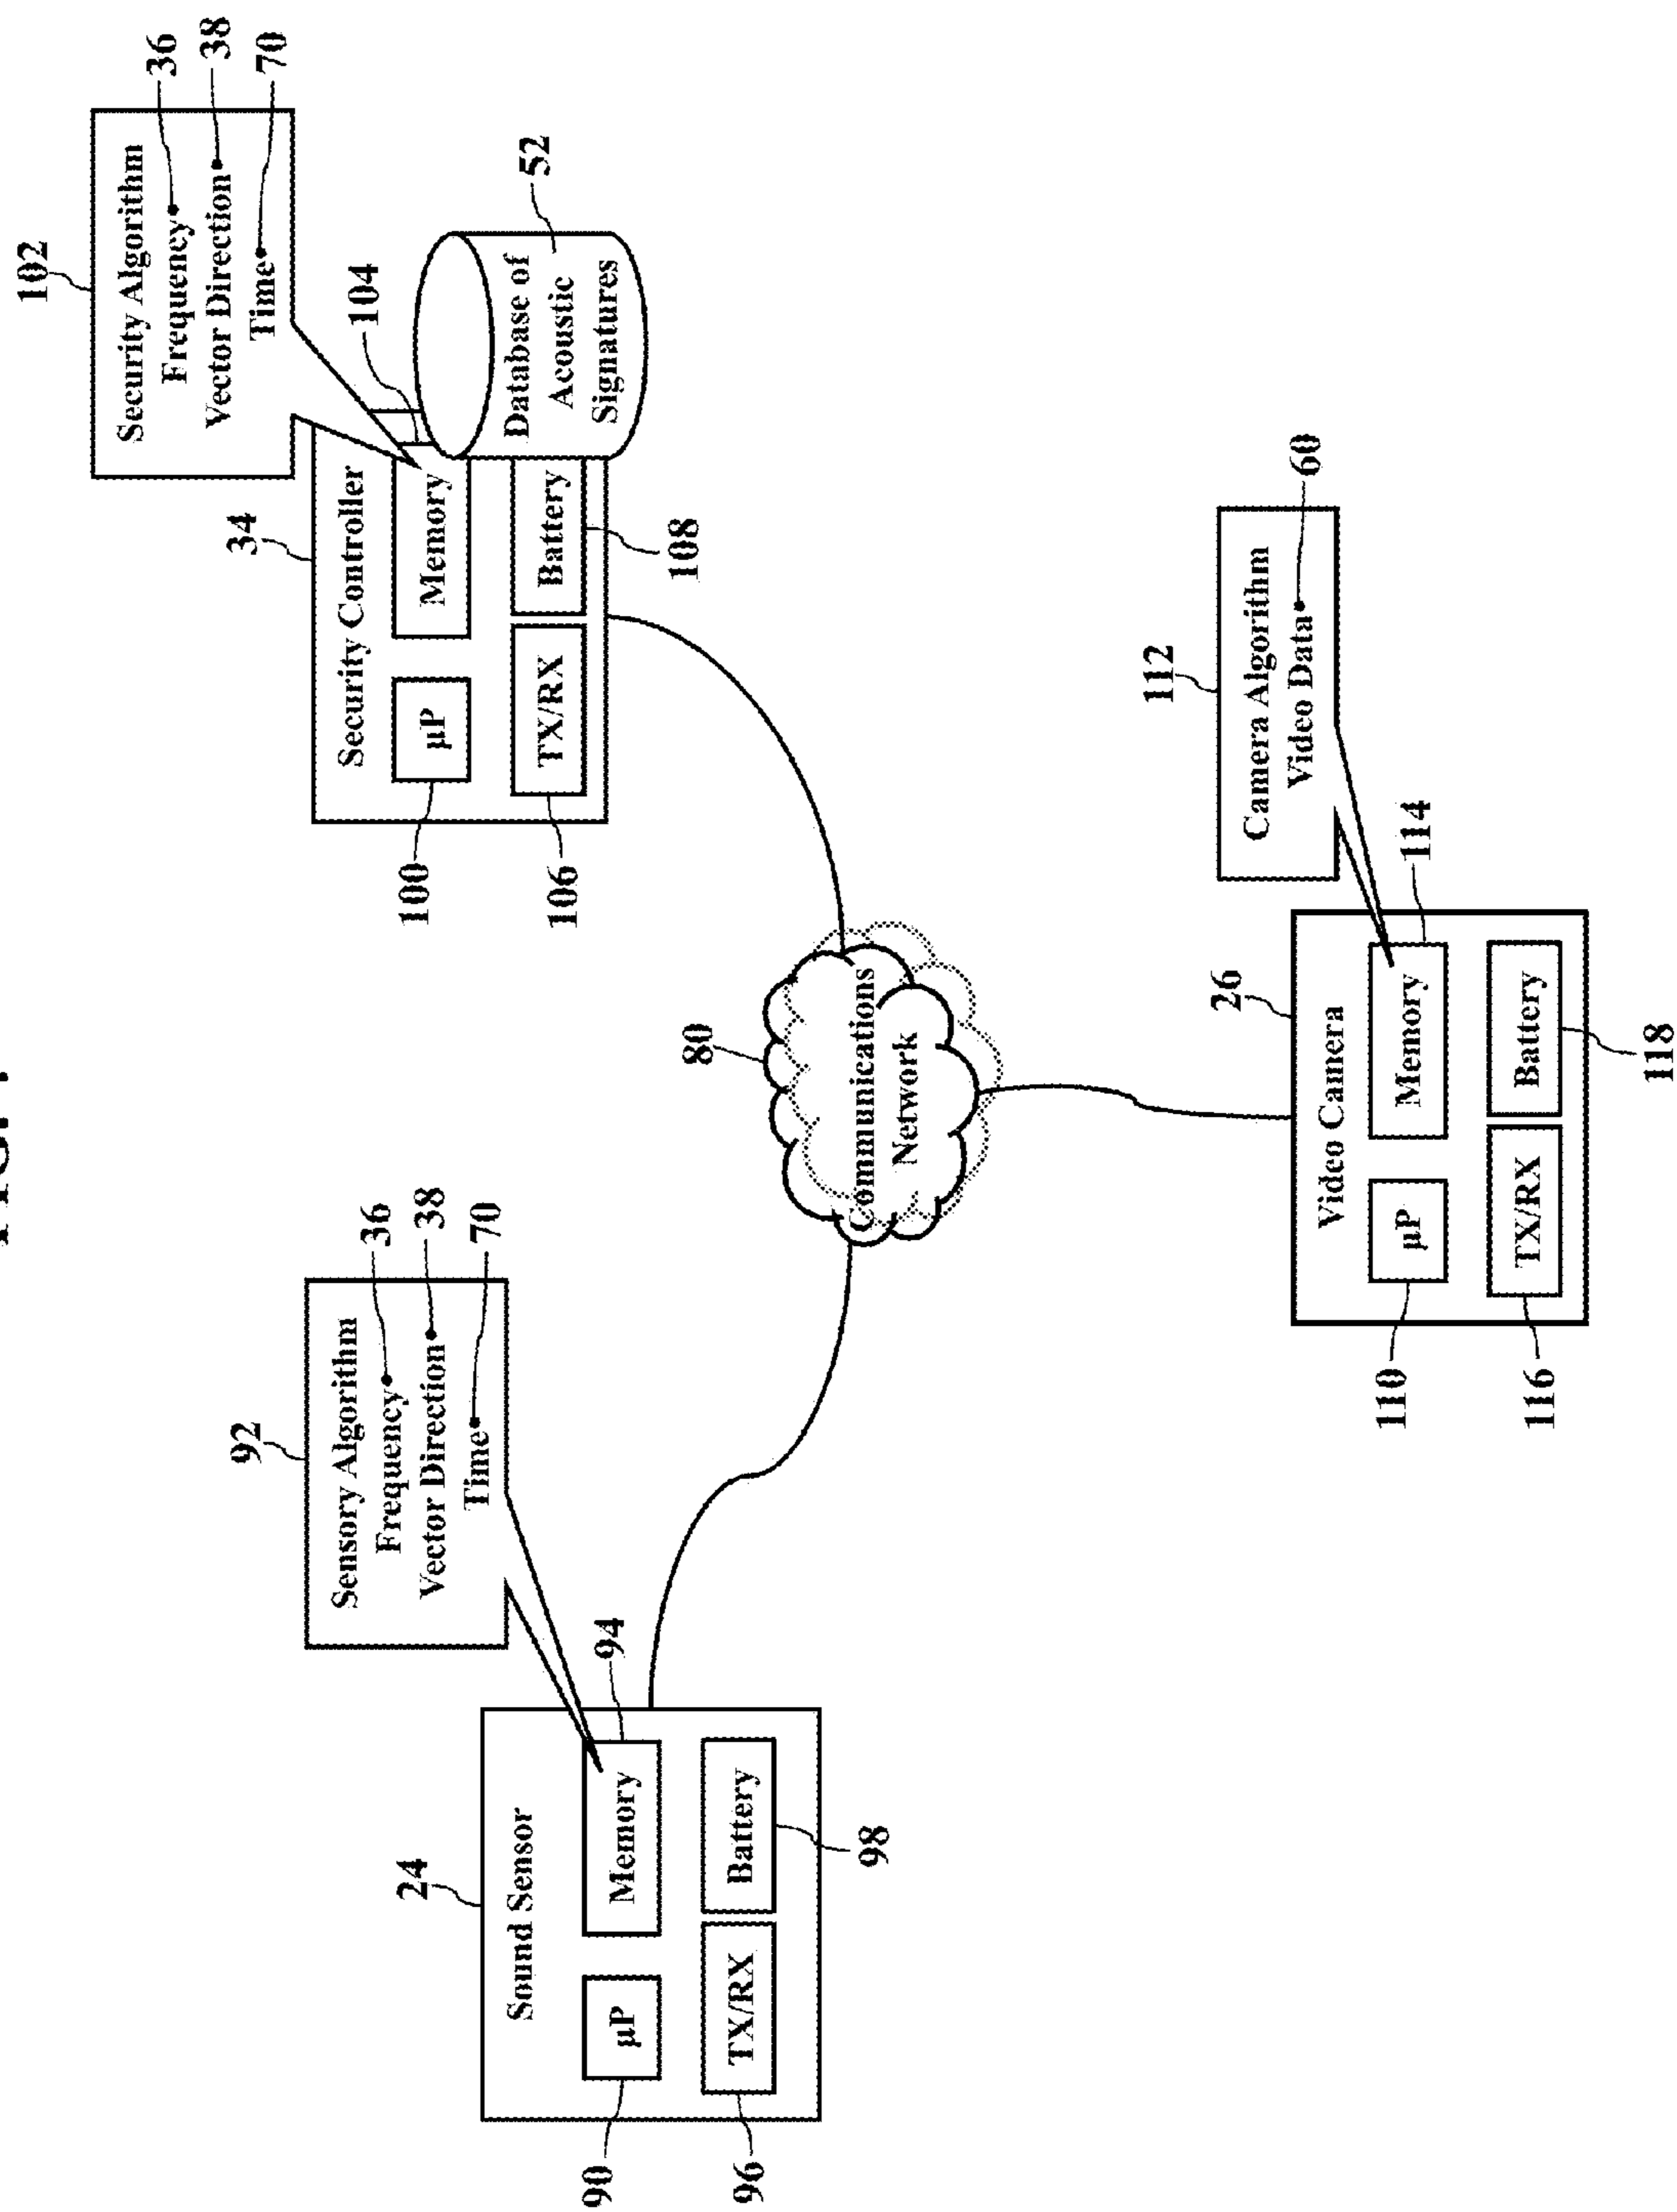 102
Security Algorithm
Frequency
36
Vector Direction
38
Time
70
92
Sensory Algorithm
Frequency
36
Vector Direction
38
Time
70
34
Security Controller
104
μP
Memory
100
TX/RX
Battery
106
108
Database of
Acoustic
Signatures
52
24
Sound Sensor
94
μP
Memory
90
TX/RX
Battery
96
98
80
Communications
Network
112
Camera Algorithm
Video Data
60
26
Video Camera
114
μP
Memory
110
TX/RX
Battery
116
118